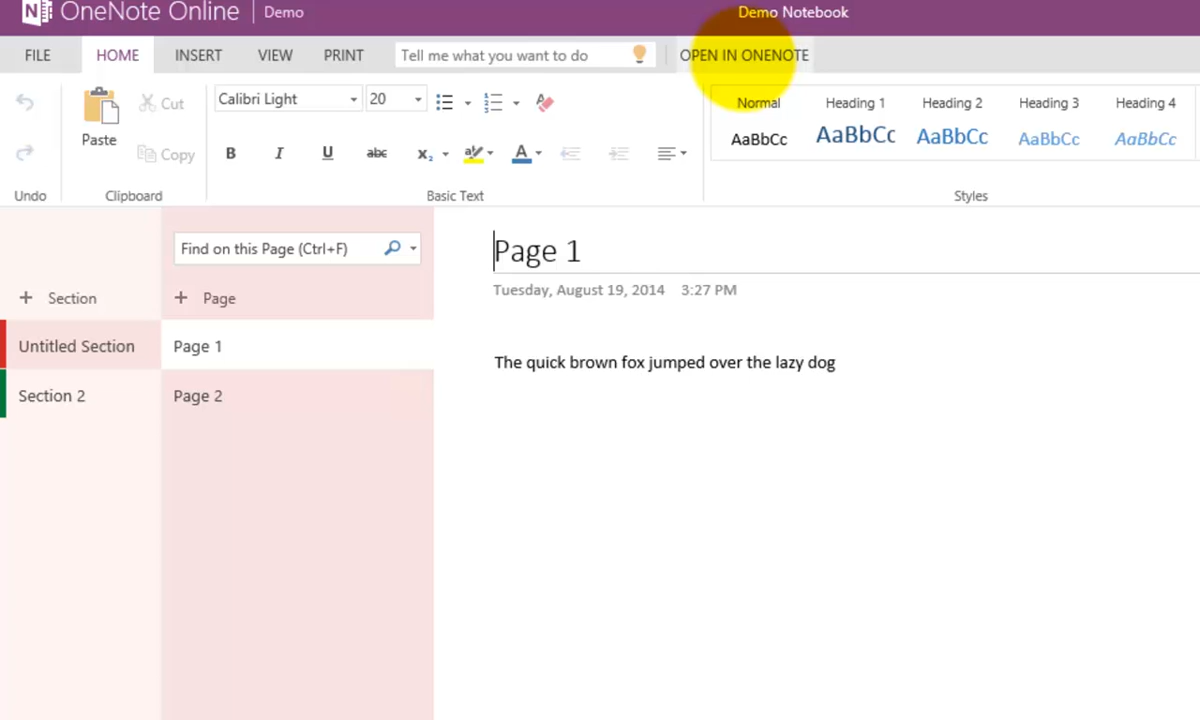 OneNote Online Demo Demo Notebook
FILE HOME INSERT VIEW PRINT Tell me what you want to do OPEN IN ONENOTE
Paste Cut Copy
Calibri Light 20
B I U abc X₂ A
Normal Heading 1 Heading 2 Heading 3 Heading 4
AaBbCc AaBbCc AaBbCc AaBbCc AaBbCc
Undo Clipboard Basic Text Styles
Find on this Page (Ctrl+F)
+ Section
+ Page
Untitled Section
Section 2
Page 1
Page 2
Page 1
Tuesday, August 19, 2014 3:27 PM
The quick brown fox jumped over the lazy dog